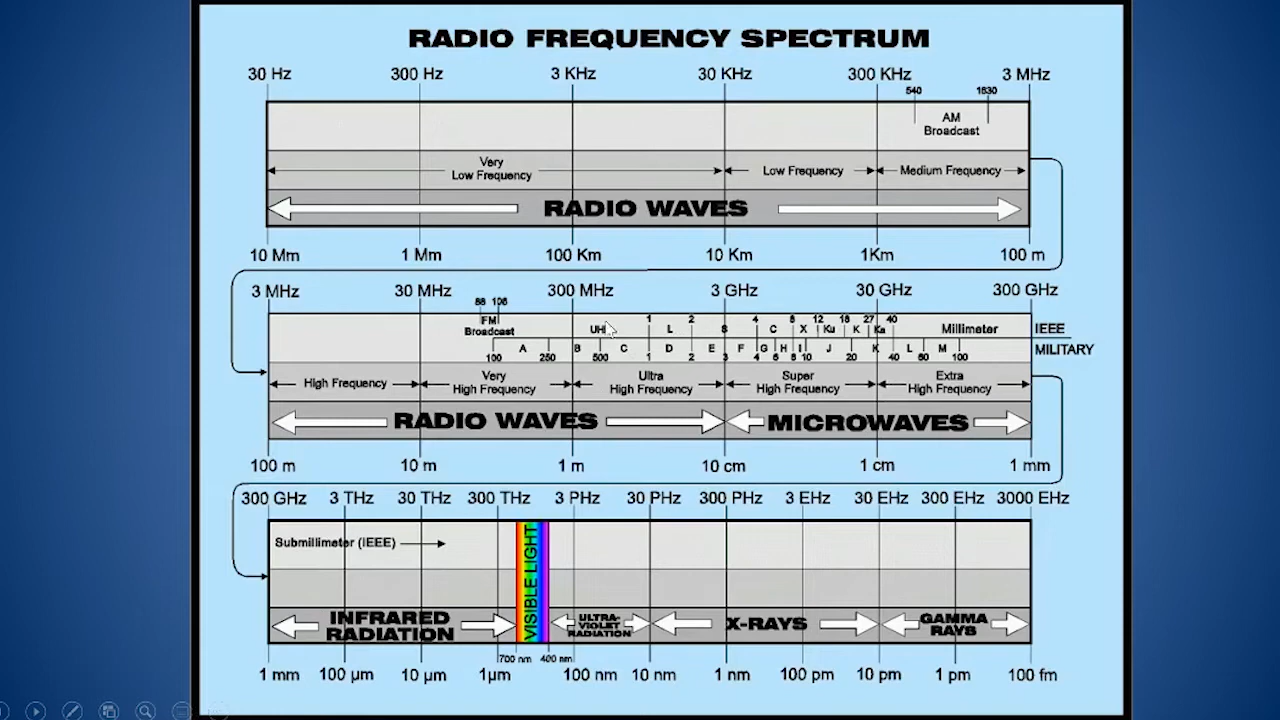 RADIO FREQUENCY SPECTRUM
30 Hz 300 Hz 3 KHz 30 KHz 300 KHz 3 MHz
540 1630
AM
Broadcast
Very
Low Frequency
Low Frequency
Medium Frequency
RADIO WAVES
10 Mm 1 Mm 100 Km 10 Km 1Km 100 m
3 MHz 30 MHz 300 MHz 3 GHz 30 GHz 300 GHz
88 108
1 2 4 8 12 18 27 40
FM
Broadcast
UH L S C X Ku K Ka Millimeter IEEE
A B C D E F G H I J K L M MILITARY
100 250 500 1 2 3 4 6 8 10 20 40 60 100
High Frequency
Very
High Frequency
Ultra
High Frequency
Super
High Frequency
Extra
High Frequency
RADIO WAVES MICROWAVES
100 m 10 m 1 m 10 cm 1 cm 1 mm
300 GHz 3 THz 30 THz 300 THz 3 PHz 30 PHz 300 PHz 3 EHz 30 EHz 300 EHz 3000 EHz
Submillimeter (IEEE)
VISIBLE LIGHT
INFRARED
RADIATION
ULTRA-
VIOLET
RADIATION
X-RAYS
GAMMA
RAYS
700 nm 400 nm
1 mm 100 µm 10 µm 1µm 100 nm 10 nm 1 nm 100 pm 10 pm 1 pm 100 fm